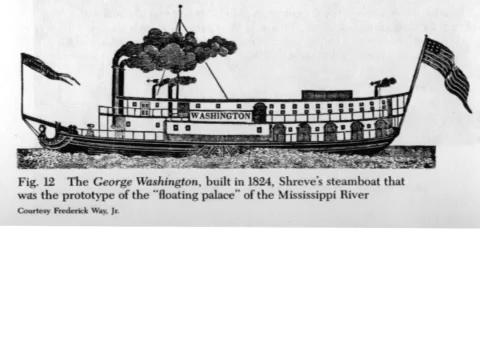 WASHINGTON
Fig. 12 The George Washington, built in 1824, Shreve's steamboat that
was the prototype of the "floating palace" of the Mississippi River
Courtesy Frederick Way, Jr.